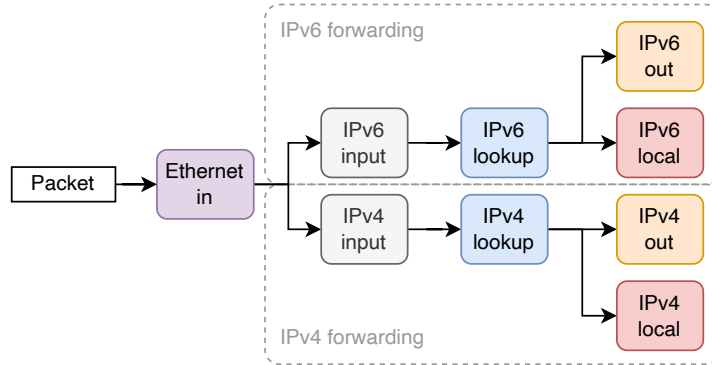 IPv6 forwarding
IPv6
out
IPv6
input
IPv6
lookup
IPv6
local
Packet
Ethernet
in
IPv4
input
IPv4
lookup
IPv4
out
IPv4
local
IPv4 forwarding